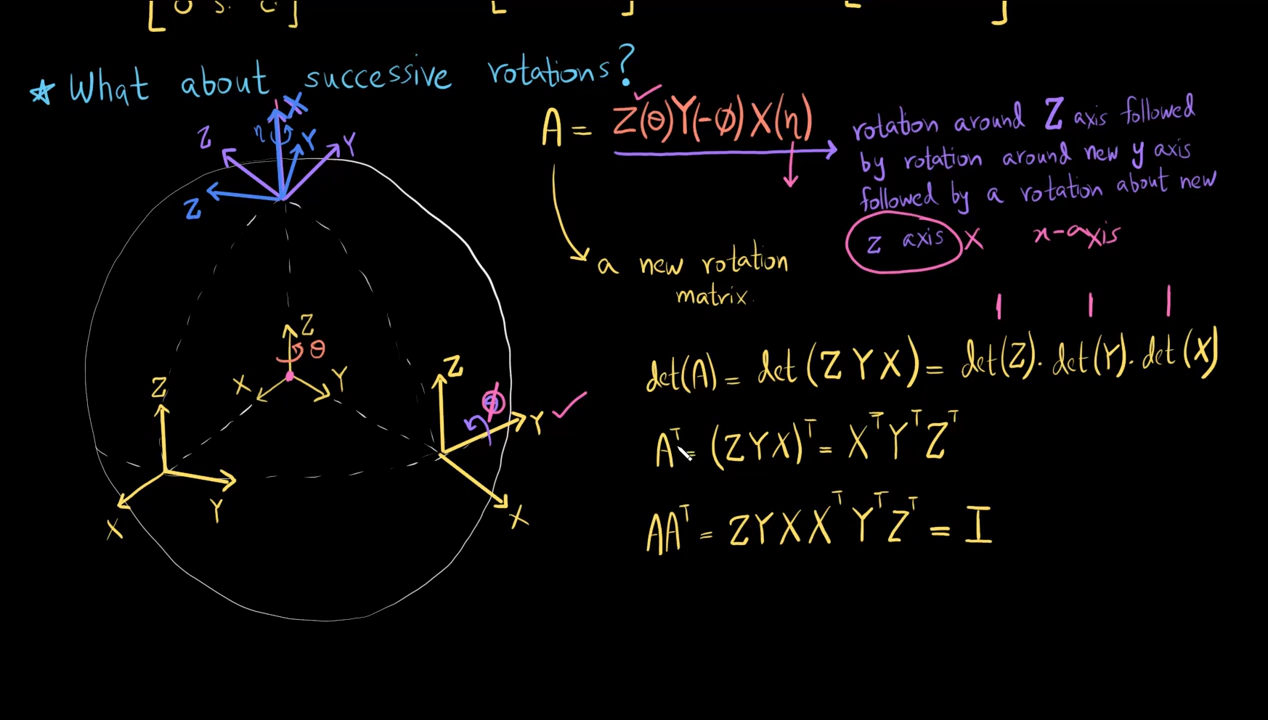 [ 0 s. c. ] [ ] [ ]
* What about successive rotations?
A = Z(θ)Y(-ϕ)X(η)
rotation around Z axis followed
by rotation around new y axis
followed by a rotation about new
z axis X x-axis
a new rotation
matrix.
X
Z
η
Y
Y
Z
Z
θ
X
Y
Z
Y
X
Z
ϕ
Y
X
1 1 1
det(A) = det(ZYX) = det(Z). det(Y). det(X)
Aᵀ = (ZYX)ᵀ = XᵀYᵀZᵀ
AAᵀ = ZYXXᵀYᵀZᵀ = I